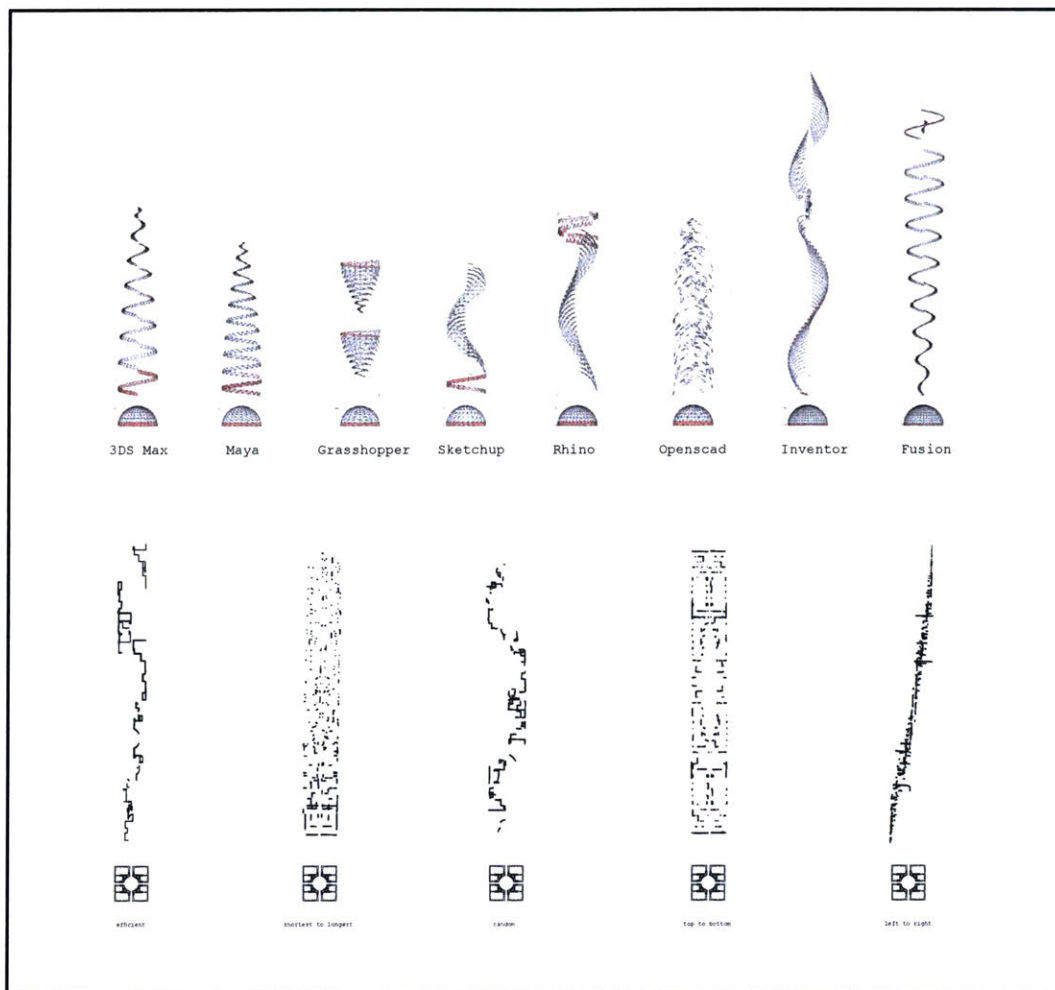 3DS Max
Maya
Grasshopper
Sketchup
Rhino
Openscad
Inventor
Fusion
efficient
shortest to longest
random
top to bottom
left to right